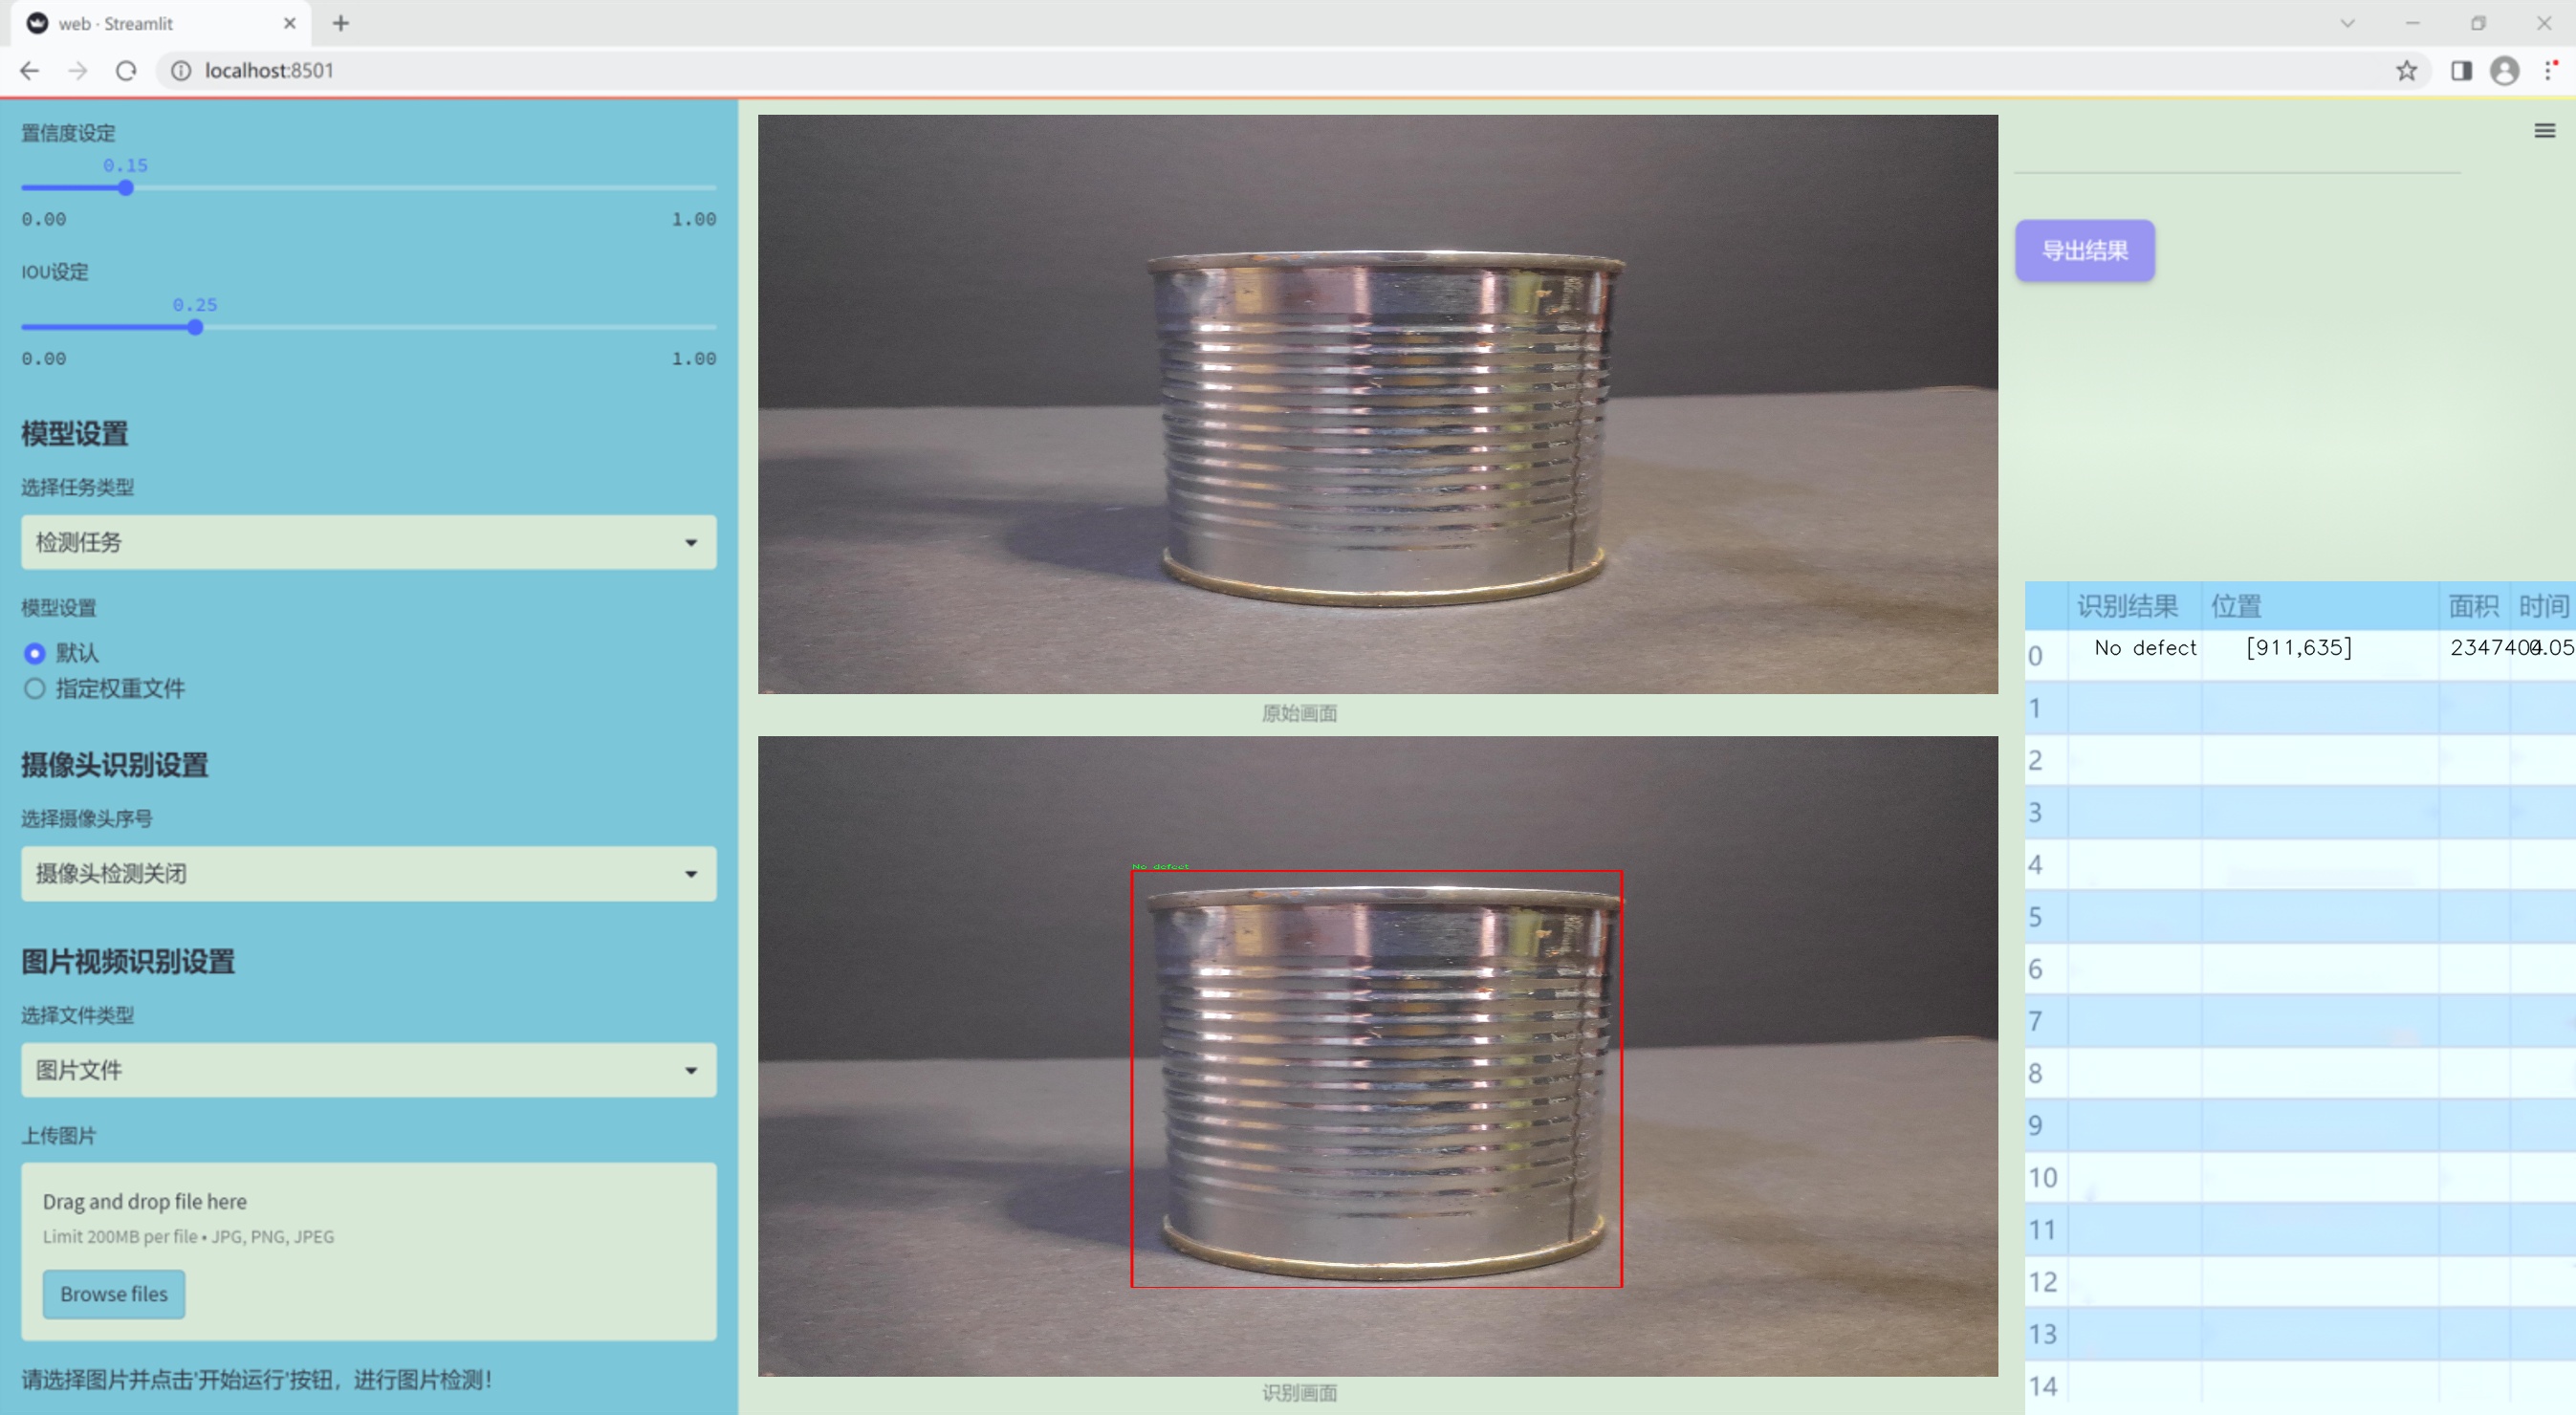 web · Streamlit
localhost:8501
置信度设定
0.15
0.00 1.00
IOU设定
0.25
0.00 1.00
模型设置
选择任务类型
检测任务
模型设置
默认
指定权重文件
摄像头识别设置
选择摄像头序号
摄像头检测关闭
图片视频识别设置
选择文件类型
图片文件
上传图片
Drag and drop file here
Limit 200MB per file • JPG, PNG, JPEG
Browse files
请选择图片并点击'开始运行'按钮，进行图片检测！
原始画面
No defect
识别画面
导出结果
识别结果 位置 面积 时间
0 No defect [911,635]
1
2
3
4
5
6
7
8
9
10
11
12
13
14